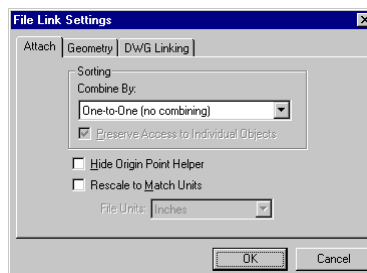 File Link Settings
Attach Geometry DWG Linking
Sorting
Combine By:
One-to-One (no combining)
Preserve Access to Individual Objects
Hide Origin Point Helper
Rescale to Match Units
File Units: Inches
OK Cancel